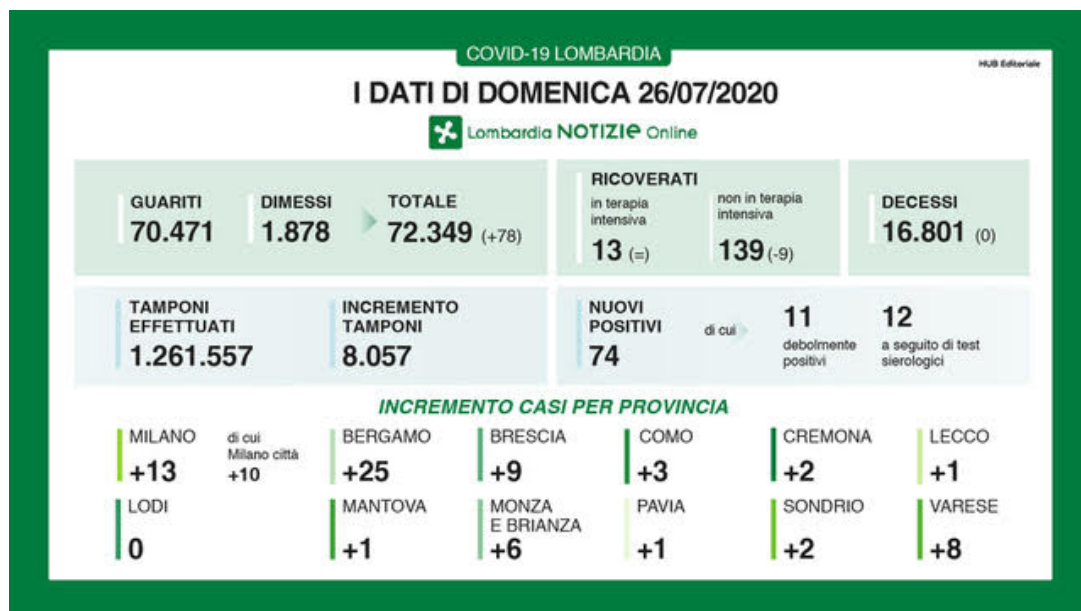 COVID-19 LOMBARDIA
HUB Editoriale
I DATI DI DOMENICA 26/07/2020
Lombardia NOTIZIE Online
GUARITI
70.471
DIMESSI
1.878
TOTALE
72.349 (+78)
RICOVERATI
in terapia
intensiva
13 (=)
non in terapia
intensiva
139 (-9)
DECESSI
16.801 (0)
TAMPONI
EFFETTUATI
1.261.557
INCREMENTO
TAMPONI
8.057
NUOVI
POSITIVI
74
di cui
11
debolmente
positivi
12
a seguito di test
sierologici
INCREMENTO CASI PER PROVINCIA
MILANO
+13
di cui
Milano città
+10
BERGAMO
+25
BRESCIA
+9
COMO
+3
CREMONA
+2
LECCO
+1
LODI
0
MANTOVA
+1
MONZA
E BRIANZA
+6
PAVIA
+1
SONDRIO
+2
VARESE
+8